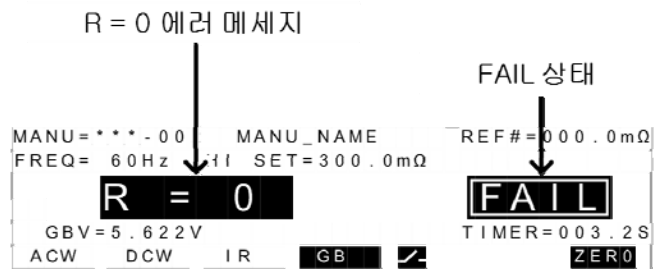 R = 0 에러 메세지
FAIL 상태
MANU=***-00 MANU_NAME REF#=000.0mΩ
FREQ= 60Hz HI SET=300.0mΩ
R = 0 FAIL
GBV=5.622V TIMER=003.2S
ACW DCW IR GB ZERO